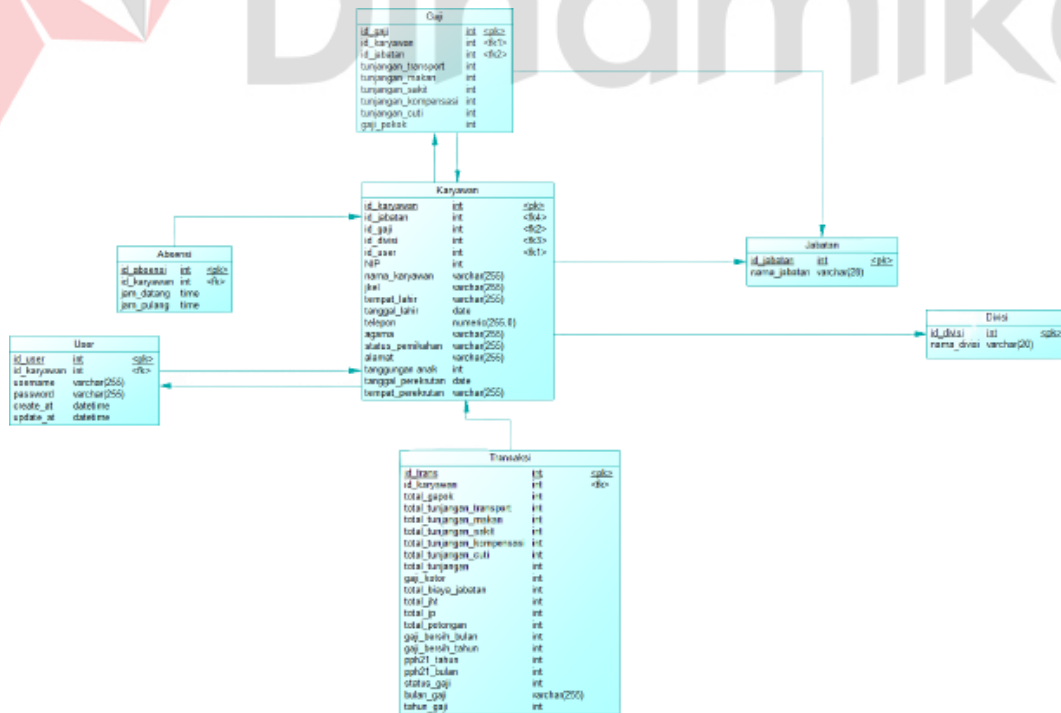 Dinamika
Gaji
id_gaji int <pk>
id_karyawan int <fk1>
id_jabatan int <fk2>
tunjangan_transport int
tunjangan_makan int
tunjangan_sakit int
tunjangan_kompensasi int
tunjangan_cuti int
gaji_pokok int
Karyawan
id_karyawan int <pk>
id_jabatan int <fk4>
id_gaji int <fk2>
id_divisi int <fk3>
id_user int <fk1>
NIP int
nama_karyawan varchar(255)
jkel varchar(255)
tempat_lahir varchar(255)
tanggal_lahir date
telepon numeric(255,0)
agama varchar(255)
status_pernikahan varchar(255)
alamat varchar(255)
tanggungan anak int
tanggal_perekrutan date
tempat_perekrutan varchar(255)
Absensi
id_absensi int <pk>
id_karyawan int <fk>
jam_datang time
jam_pulang time
Jabatan
id_jabatan int <pk>
nama_jabatan varchar(20)
Divisi
id_divisi int <pk>
nama_divisi varchar(20)
User
id_user int <pk>
id_karyawan int <fk>
username varchar(255)
password varchar(255)
create_at datetime
update_at datetime
Transaksi
id_trans int <pk>
id_karyawan int <fk>
total_gapok int
total_tunjangan_transport int
total_tunjangan_makan int
total_tunjangan_sakit int
total_tunjangan_kompensasi int
total_tunjangan_cuti int
total_tunjangan int
gaji_kotor int
total_biaya_jabatan int
total_jht int
total_jp int
total_potongan int
gaji_bersih_bulan int
gaji_bersih_tahun int
pph21_tahun int
pph21_bulan int
status_gaji int
bulan_gaji varchar(255)
tahun_gaji int